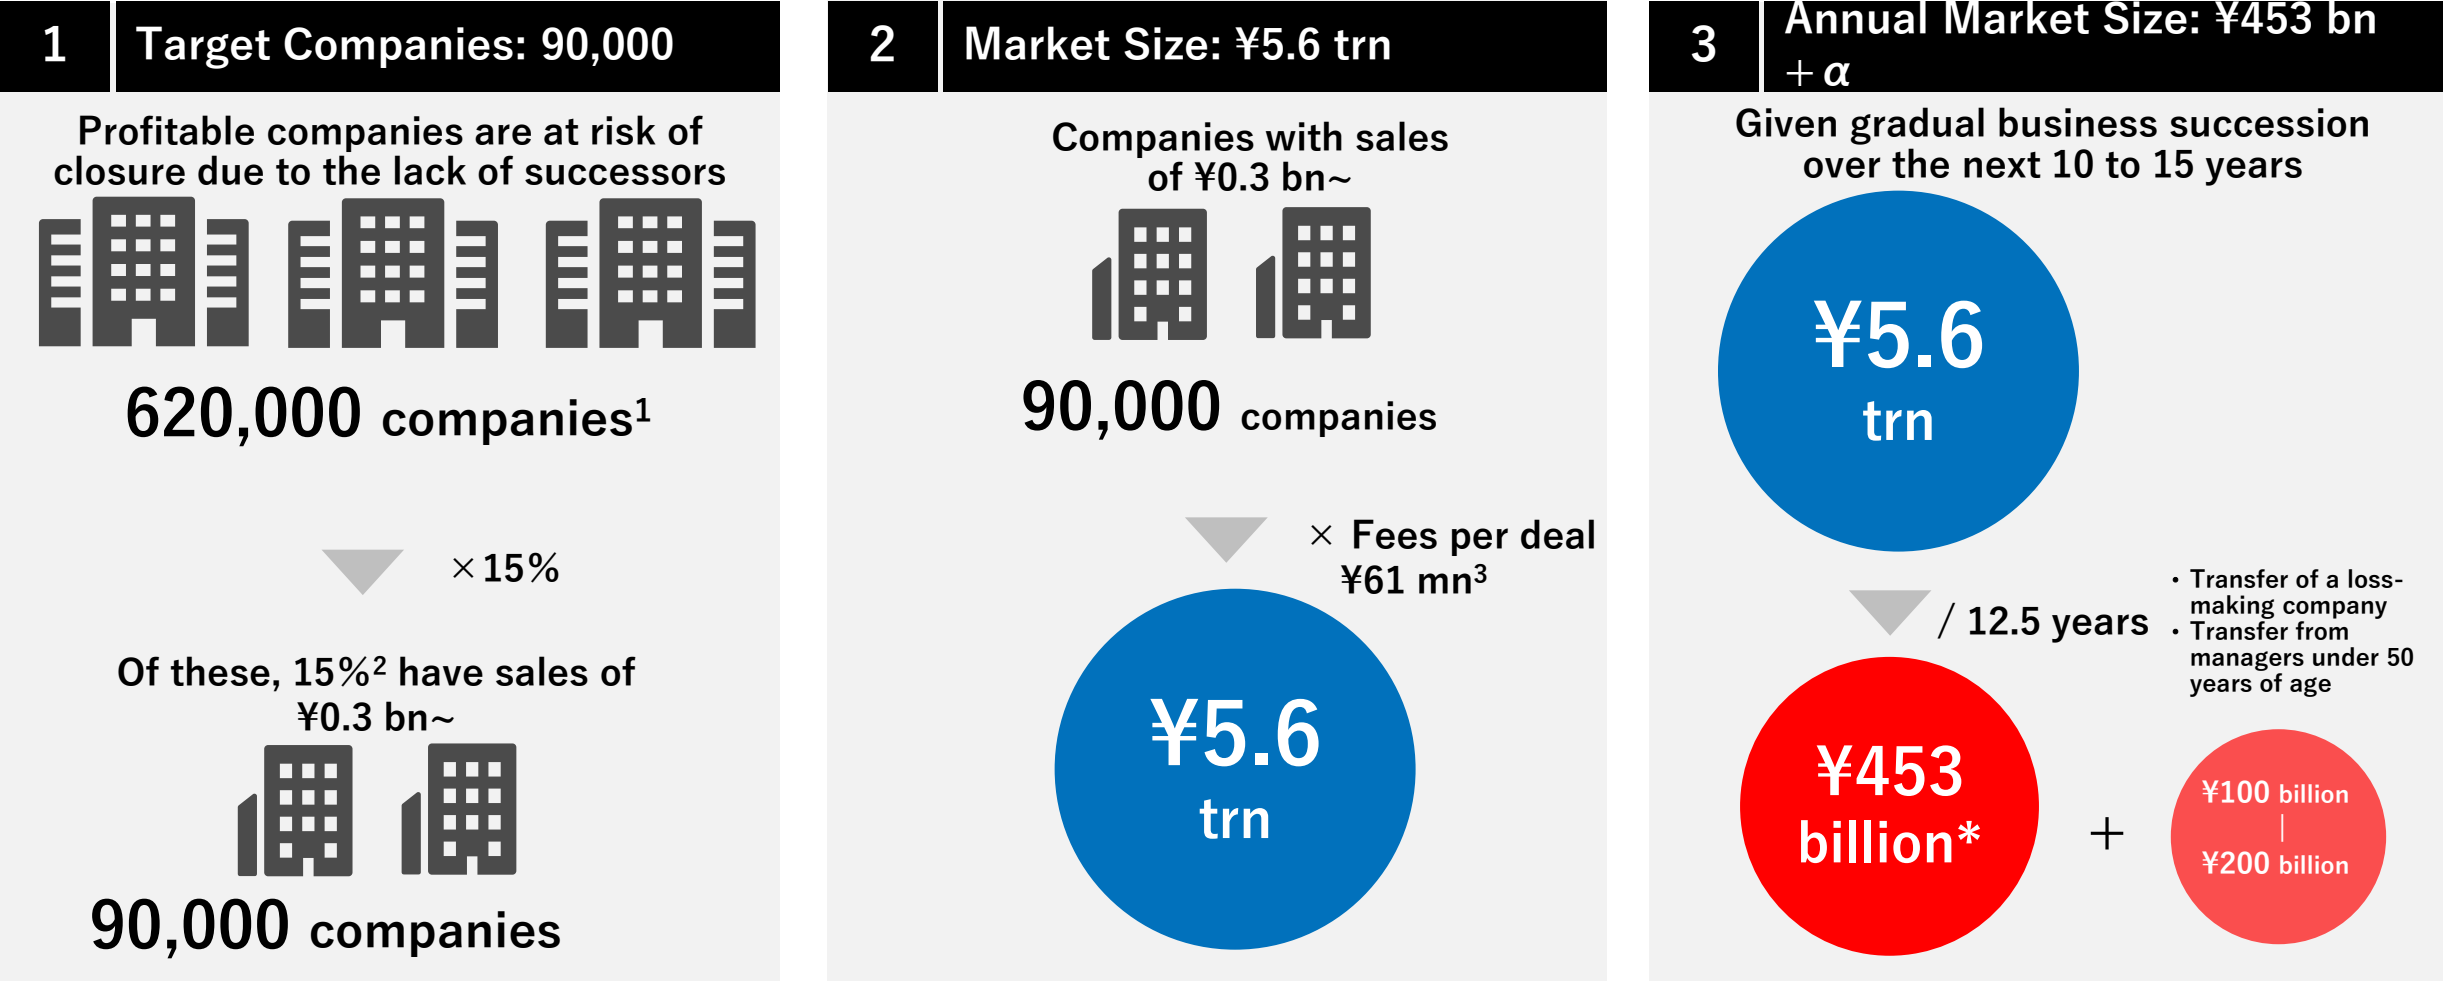 1
Target Companies: 90,000
Profitable companies are at risk of
closure due to the lack of successors
620,000 companies¹
×15%
Of these, 15%² have sales of
¥0.3 bn~
90,000 companies
2
Market Size: ¥5.6 trn
Companies with sales
of ¥0.3 bn~
90,000 companies
× Fees per deal
¥61 mn³
¥5.6
trn
3
Annual Market Size: ¥453 bn
+α
Given gradual business succession
over the next 10 to 15 years
¥5.6
trn
/ 12.5 years
・Transfer of a loss-
making company
・Transfer from
managers under 50
years of age
¥453
billion*
+
¥100 billion
|
¥200 billion